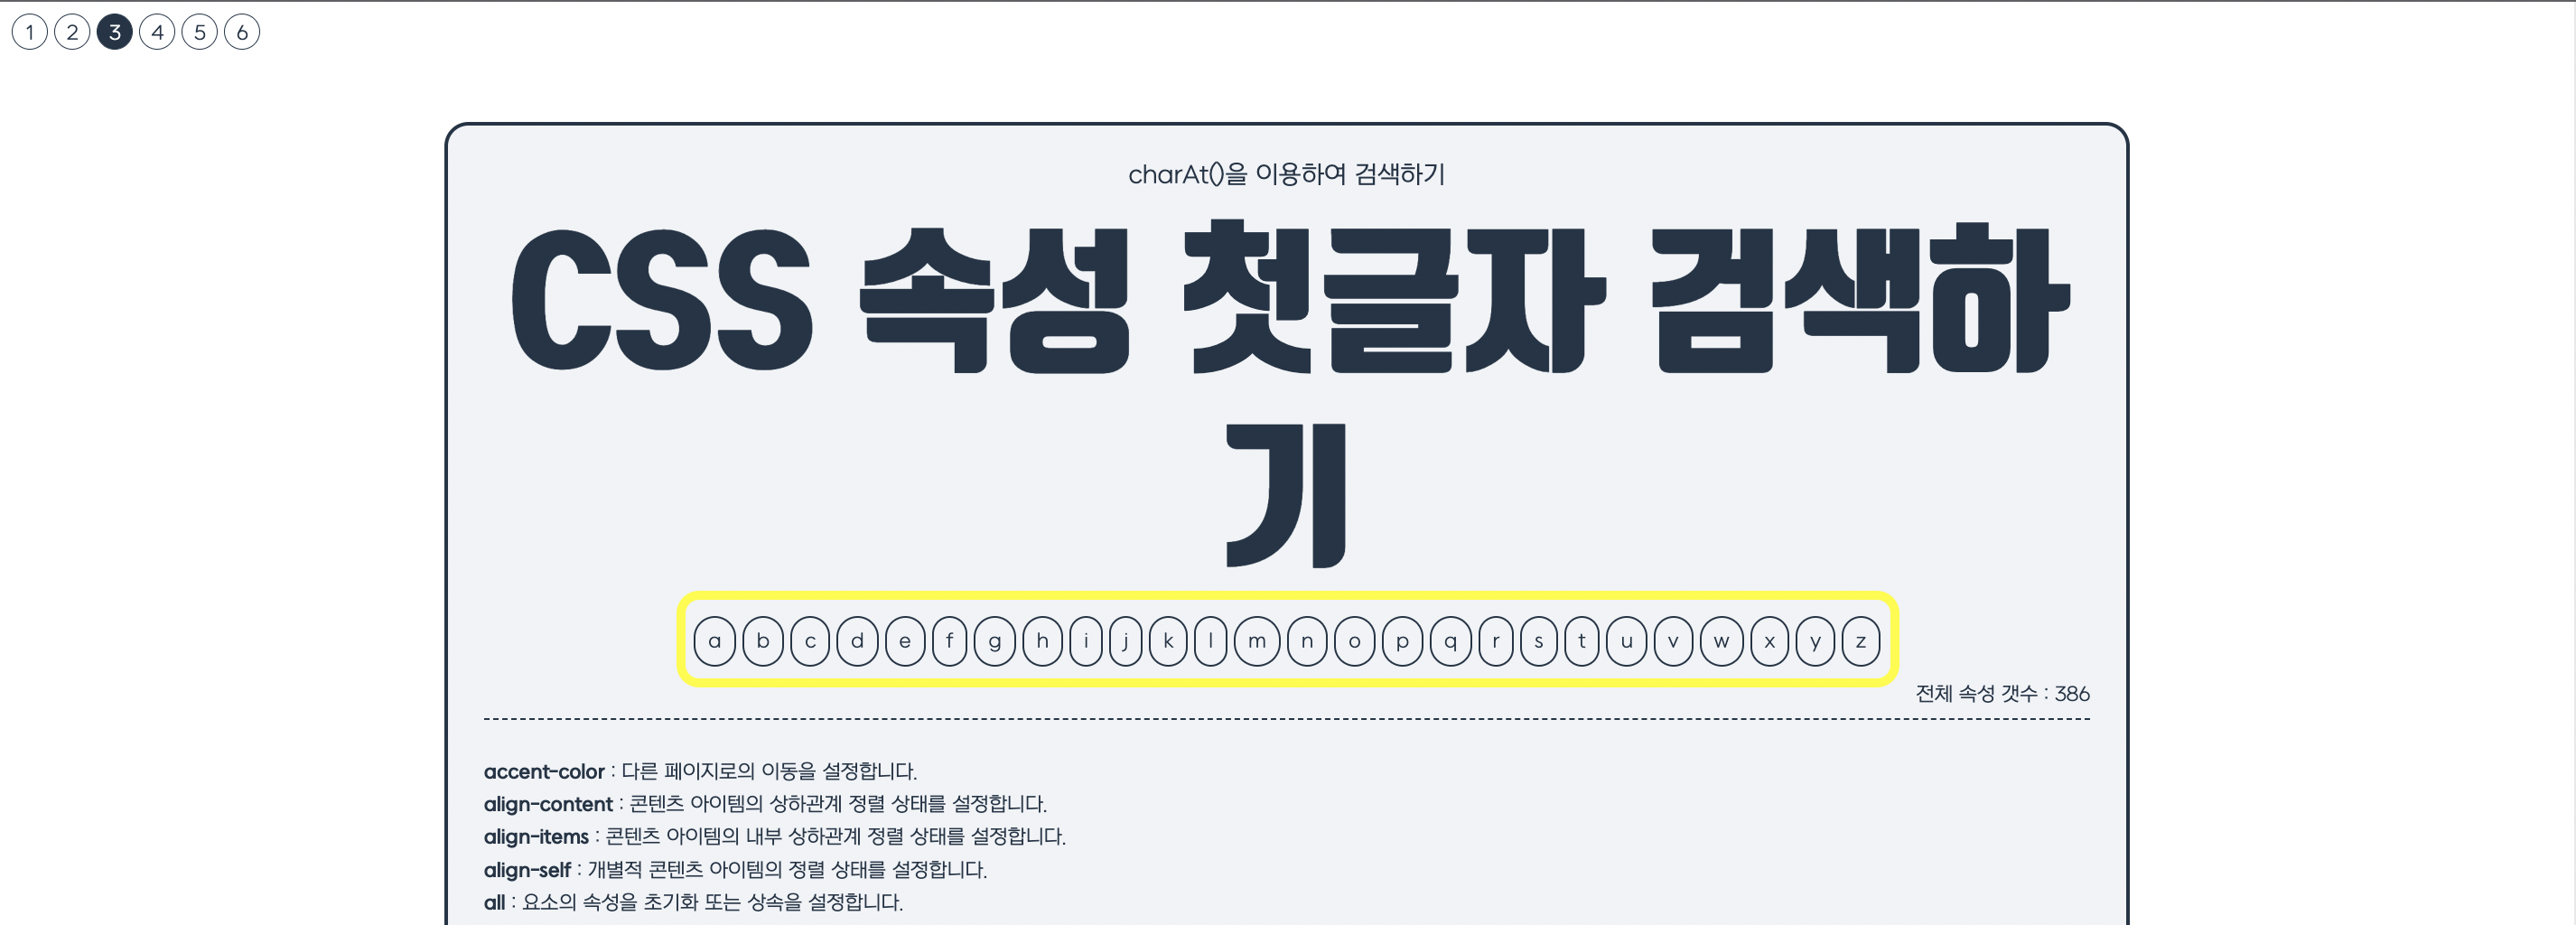 1 2 3 4 5 6
charAt()을 이용하여 검색하기
CSS 속성 첫글자 검색하
기
a b c d e f g h i j k l m n o p q r s t u v w x y z
전체 속성 갯수 : 386
accent-color : 다른 페이지로의 이동을 설정합니다.
align-content : 콘텐츠 아이템의 상하관계 정렬 상태를 설정합니다.
align-items : 콘텐츠 아이템의 내부 상하관계 정렬 상태를 설정합니다.
align-self : 개별적 콘텐츠 아이템의 정렬 상태를 설정합니다.
all : 요소의 속성을 초기화 또는 상속을 설정합니다.